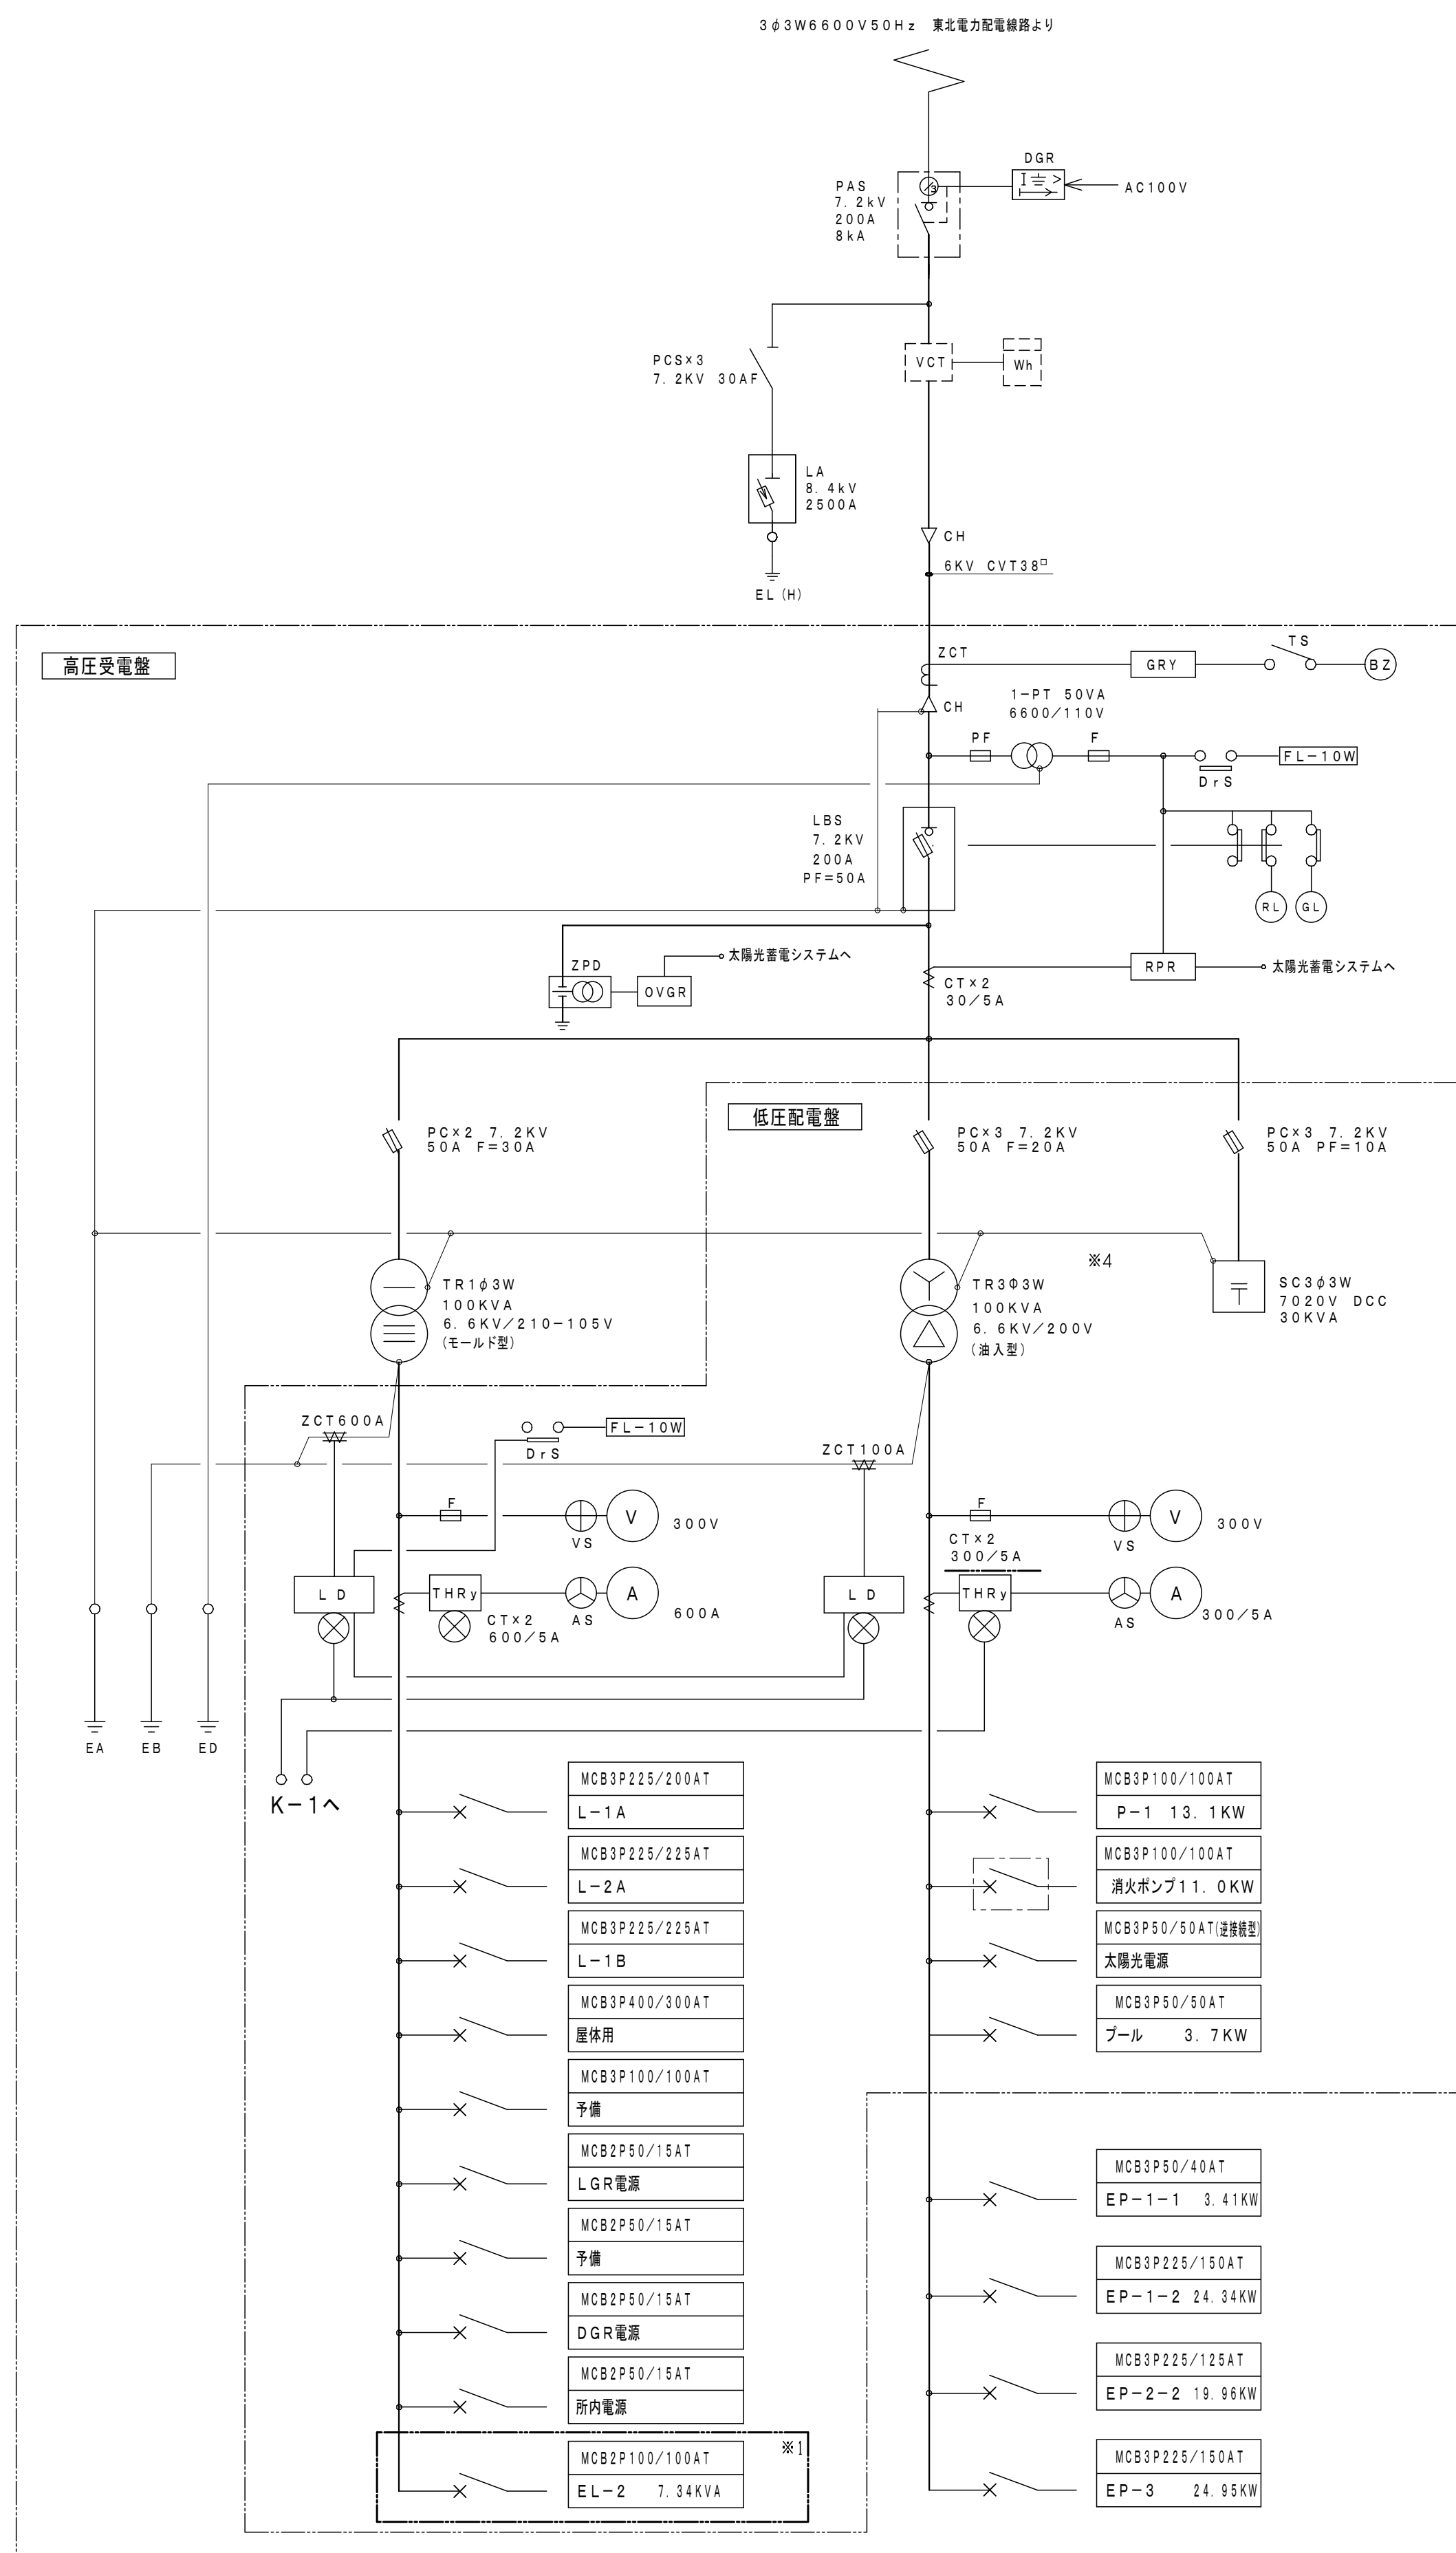 3φ3W6600V50Hz 東北電力配電線路より
DGR
AC100V
PAS
7.2kV
200A
8kA
I >
3
PCS×3
7.2KV 30AF
VCT
Wh
LA
8.4kV
2500A
EL(H)
CH
6KV CVT38□
高圧受電盤
ZCT
GRY
TS
BZ
CH
1-PT 50VA
6600/110V
PF
F
DrS
FL-10W
LBS
7.2KV
200A
PF=50A
RL
GL
ZPD
OVGR
太陽光蓄電システムへ
CT×2
30/5A
RPR
太陽光蓄電システムへ
低圧配電盤
PC×2 7.2KV
50A F=30A
PC×3 7.2KV
50A F=20A
PC×3 7.2KV
50A PF=10A
TR1φ3W
100KVA
6.6KV/210-105V
(モールド型)
TR3Φ3W
100KVA
6.6KV/200V
(油入型)
※4
SC3φ3W
7020V DCC
30KVA
ZCT600A
DrS
FL-10W
ZCT100A
F
VS
V
300V
F
VS
V
300V
LD
THRy
CT×2
600/5A
AS
A
600A
LD
CT×2
300/5A
THRy
AS
A
300/5A
EA
EB
ED
K-1へ
MCB3P225/200AT
L-1A
MCB3P225/225AT
L-2A
MCB3P225/225AT
L-1B
MCB3P400/300AT
屋体用
MCB3P100/100AT
予備
MCB2P50/15AT
LGR電源
MCB2P50/15AT
予備
MCB2P50/15AT
DGR電源
MCB2P50/15AT
所内電源
※1
MCB2P100/100AT
EL-2 7.34KVA
MCB3P100/100AT
P-1 13.1KW
MCB3P100/100AT
消火ポンプ11.0KW
MCB3P50/50AT(逆接続型)
太陽光電源
MCB3P50/50AT
プール 3.7KW
MCB3P50/40AT
EP-1-1 3.41KW
MCB3P225/150AT
EP-1-2 24.34KW
MCB3P225/125AT
EP-2-2 19.96KW
MCB3P225/150AT
EP-3 24.95KW